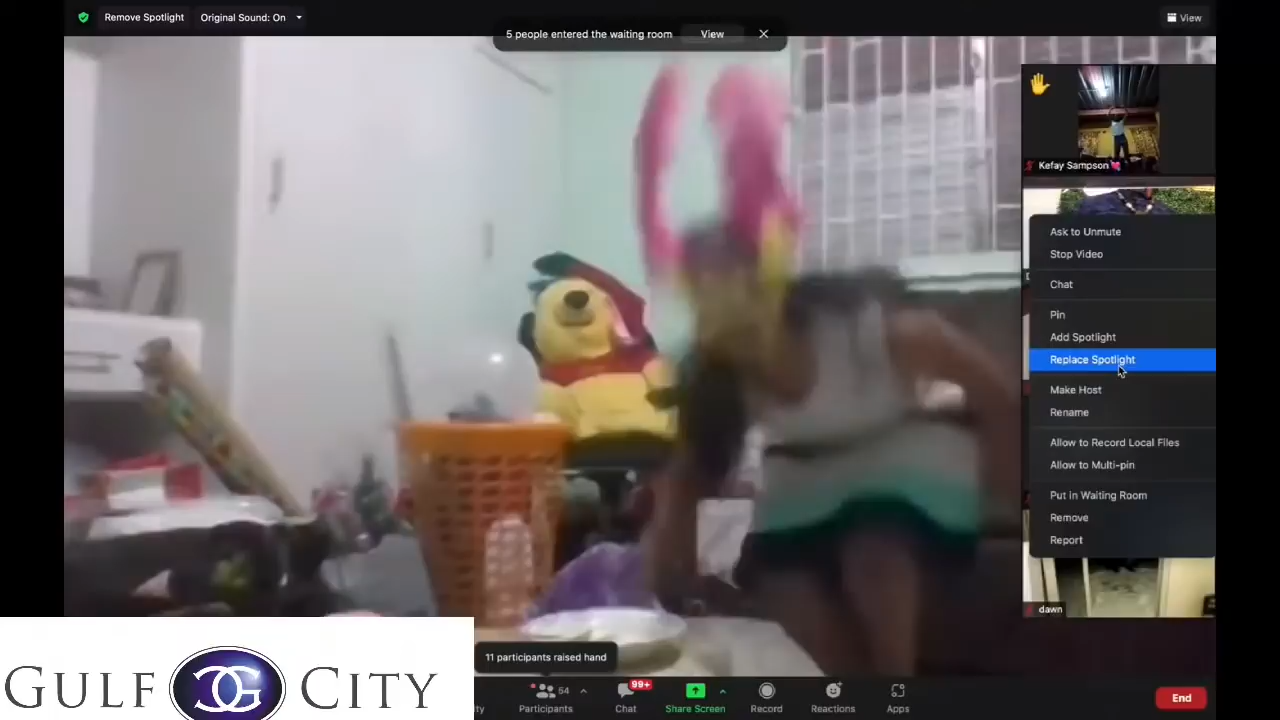 Remove Spotlight
Original Sound: On
View
5 people entered the waiting room
View
Kefay Sampson
Ask to Unmute
Stop Video
Chat
Pin
Add Spotlight
Replace Spotlight
Make Host
Rename
Allow to Record Local Files
Allow to Multi-pin
Put in Waiting Room
Remove
Report
dawn
11 participants raised hand
GULF GC CITY
64
Participants
99+
Chat
Share Screen
Record
Reactions
Apps
End